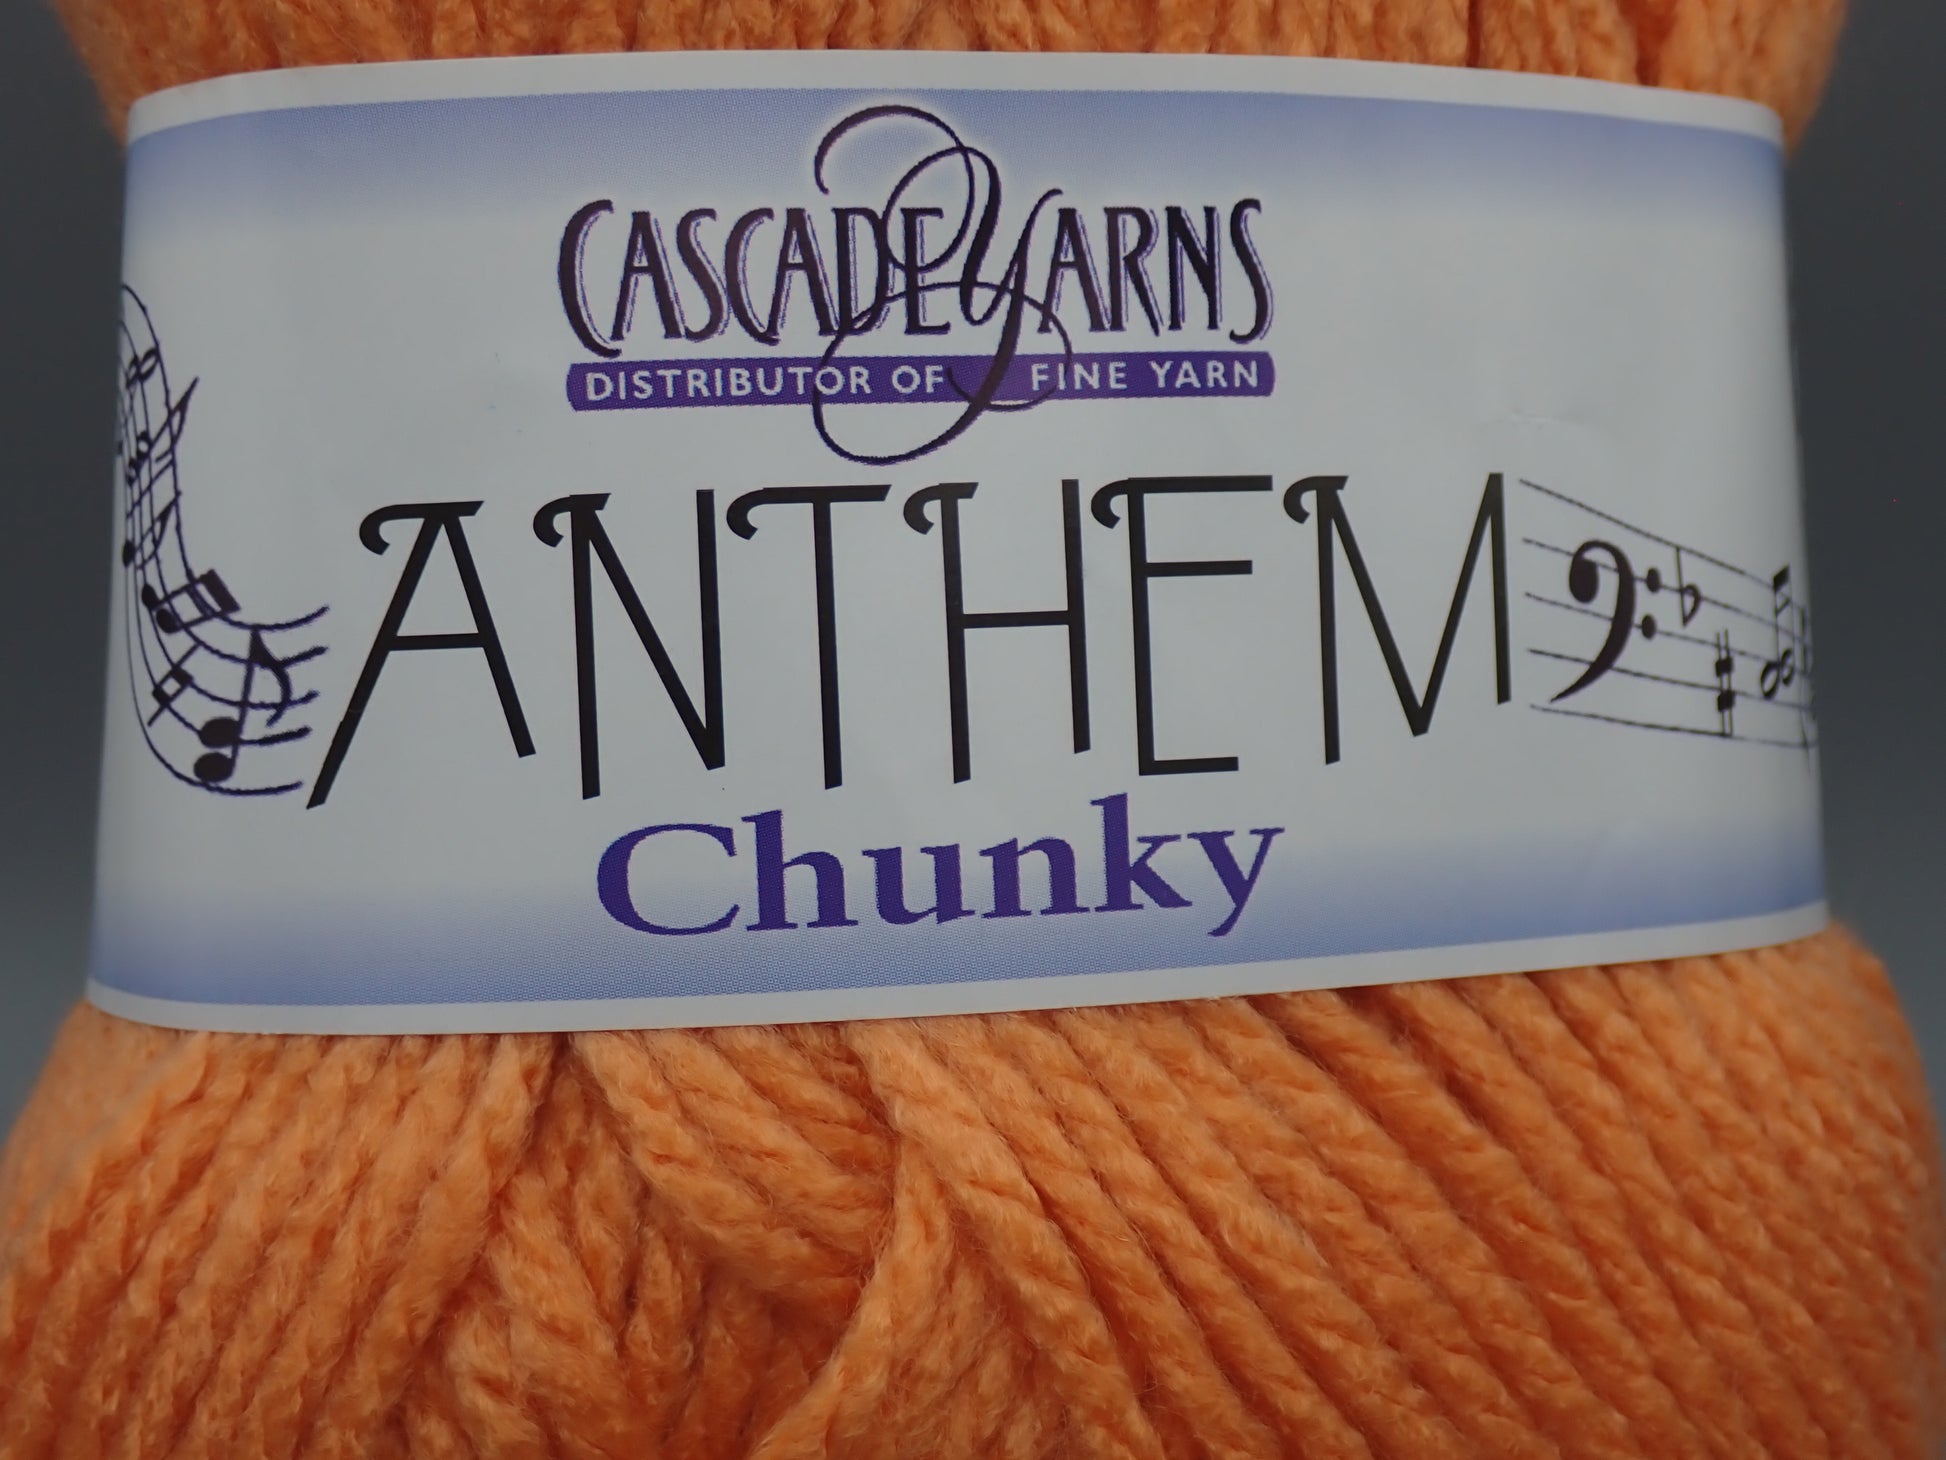 CASCADE YARNS
DISTRIBUTOR OF FINE YARN
ANTHEM
Chunky